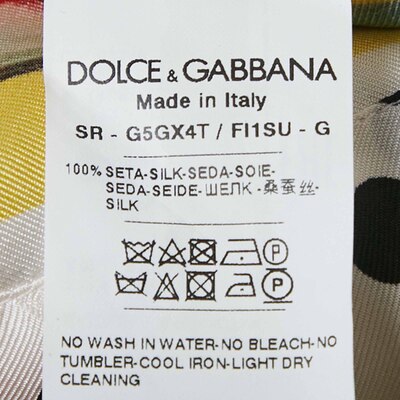 DOLCE & GABBANA
Made in Italy
SR - G5GX4T / FI1SU - G
100% SETA-SILK-SEDA-SOIE-
SEDA-SEIDE-ШЕЛК -桑蚕丝-
SILK
P
P
NO WASH IN WATER-NO BLEACH-NO
TUMBLER-COOL IRON-LIGHT DRY
CLEANING